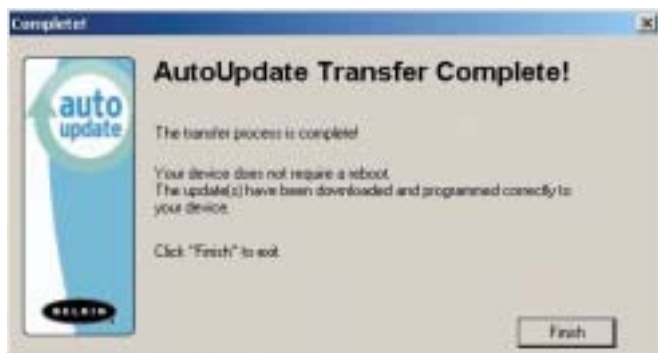 Complete!
AutoUpdate Transfer Complete!
auto
update
The transfer process is complete!
Your device does not require a reboot.
The update(s) have been downloaded and programmed correctly to
your device.
Click "Finish" to exit.
BELKIN
Finish